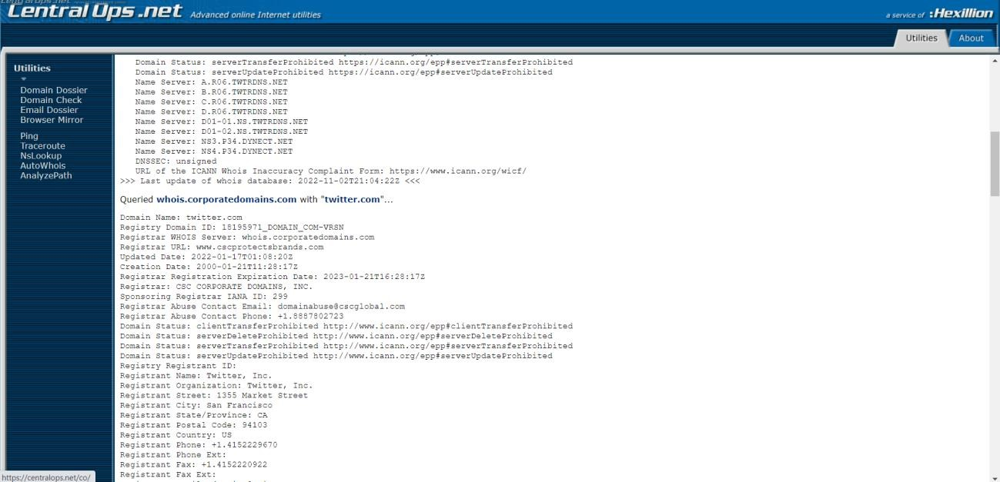 Central Ops .net Advanced online Internet utilities
a service of :Hexillion
Utilities About
Utilities
Domain Dossier
Domain Check
Email Dossier
Browser Mirror
Ping
Traceroute
NsLookup
AutoWhois
AnalyzePath
Domain Status: serverTransferProhibited https://icann.org/epp#serverTransferProhibited
Domain Status: serverUpdateProhibited https://icann.org/epp#serverUpdateProhibited
Name Server: A.R06.TWTRDNS.NET
Name Server: B.R06.TWTRDNS.NET
Name Server: C.R06.TWTRDNS.NET
Name Server: D.R06.TWTRDNS.NET
Name Server: D01-01.NS.TWTRDNS.NET
Name Server: D01-02.NS.TWTRDNS.NET
Name Server: NS3.P34.DYNECT.NET
Name Server: NS4.P34.DYNECT.NET
DNSSEC: unsigned
URL of the ICANN Whois Inaccuracy Complaint Form: https://www.icann.org/wicf/
>>> Last update of whois database: 2022-11-02T21:04:22Z <<<
Queried whois.corporatedomains.com with "twitter.com"...
Domain Name: twitter.com
Registry Domain ID: 18195971_DOMAIN_COM-VRSN
Registrar WHOIS Server: whois.corporatedomains.com
Registrar URL: www.cscprotectsbrands.com
Updated Date: 2022-01-17T01:08:20Z
Creation Date: 2000-01-21T11:28:17Z
Registrar Registration Expiration Date: 2023-01-21T16:28:17Z
Registrar: CSC CORPORATE DOMAINS, INC.
Sponsoring Registrar IANA ID: 299
Registrar Abuse Contact Email: domainabuse@cscglobal.com
Registrar Abuse Contact Phone: +1.8887802723
Domain Status: clientTransferProhibited http://www.icann.org/epp#clientTransferProhibited
Domain Status: serverDeleteProhibited http://www.icann.org/epp#serverDeleteProhibited
Domain Status: serverTransferProhibited http://www.icann.org/epp#serverTransferProhibited
Domain Status: serverUpdateProhibited http://www.icann.org/epp#serverUpdateProhibited
Registry Registrant ID:
Registrant Name: Twitter, Inc.
Registrant Organization: Twitter, Inc.
Registrant Street: 1355 Market Street
Registrant City: San Francisco
Registrant State/Province: CA
Registrant Postal Code: 94103
Registrant Country: US
Registrant Phone: +1.4152229670
Registrant Phone Ext:
Registrant Fax: +1.4152220922
Registrant Fax Ext:
https://centralops.net/co/